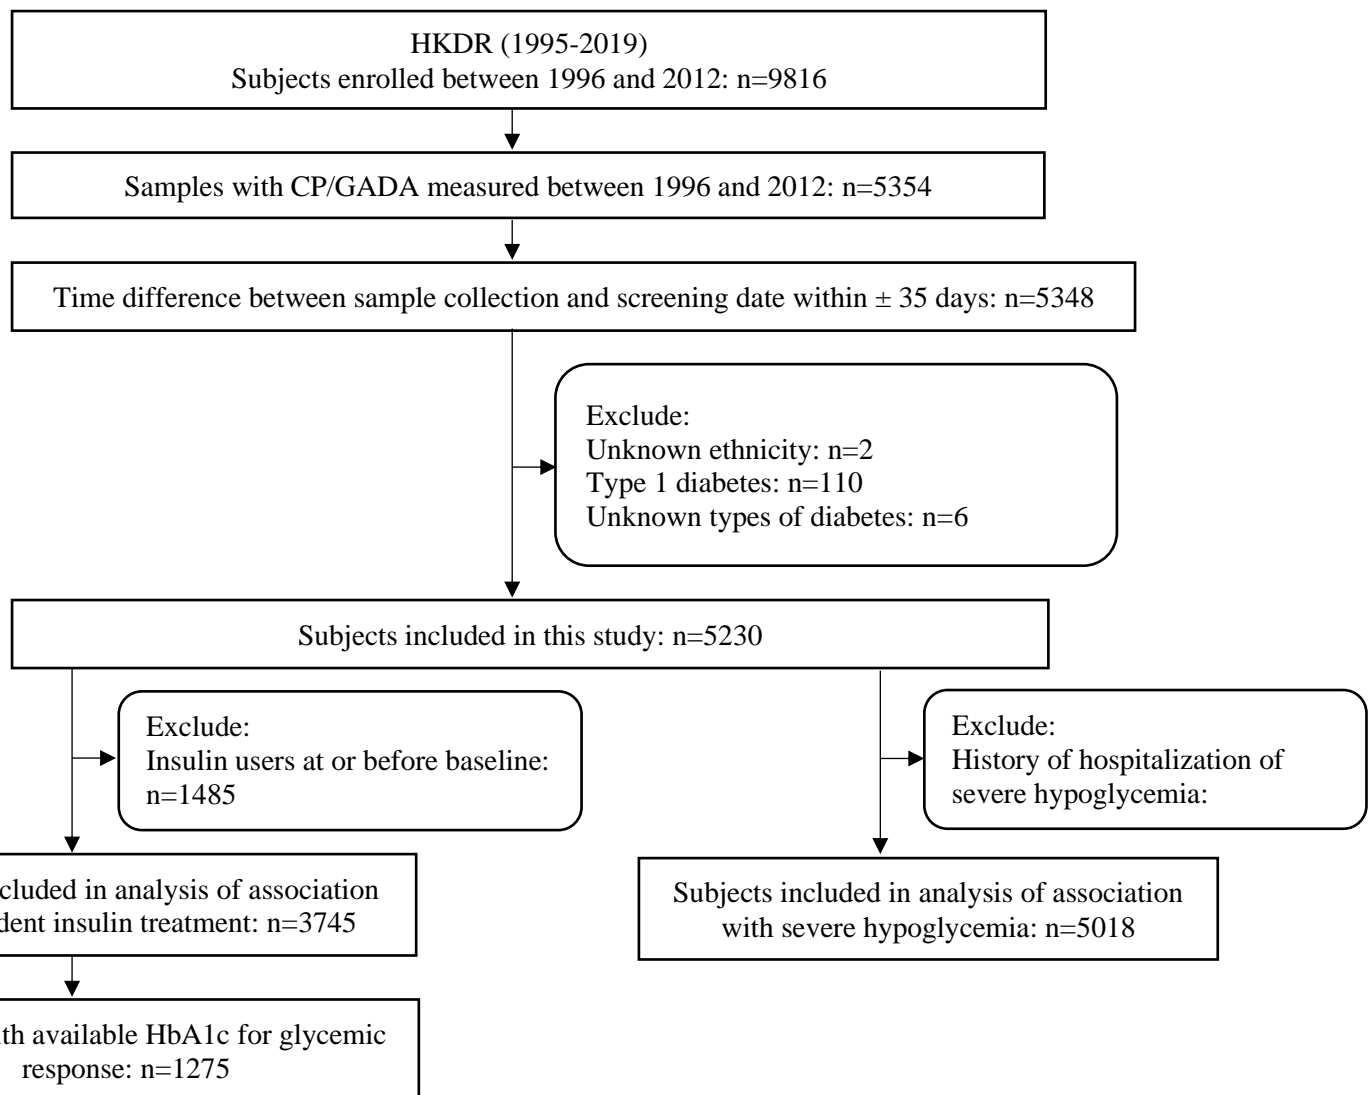 HKDR (1995-2019)
Subjects enrolled between 1996 and 2012: n=9816
Samples with CP/GADA measured between 1996 and 2012: n=5354
Time difference between sample collection and screening date within ± 35 days: n=5348
Exclude:
Unknown ethnicity: n=2
Type 1 diabetes: n=110
Unknown types of diabetes: n=6
Subjects included in this study: n=5230
Exclude:
Insulin users at or before baseline:
n=1485
Exclude:
History of hospitalization of
severe hypoglycemia:
in analysis of association
insulin treatment: n=3745
Subjects included in analysis of association
with severe hypoglycemia: n=5018
available HbA1c for glycemic
response: n=1275